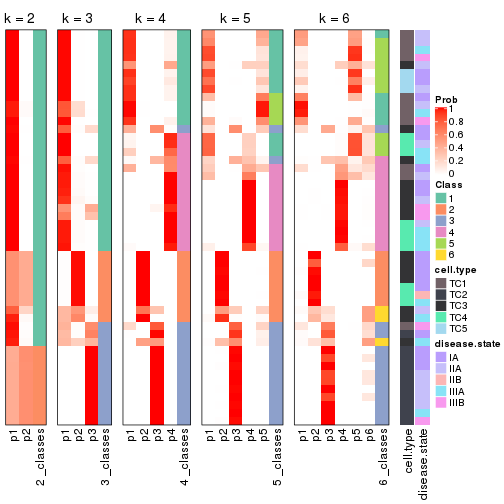 k = 2 k = 3 k = 4 k = 5 k = 6
Prob
1
0.8
0.6
0.4
0.2
0
Class
1
2
3
4
5
6
cell.type
TC1
TC2
TC3
TC4
TC5
disease.state
IA
IIA
IIB
IIIA
IIIB
p1 p2 2_classes p1 p2 p3 3_classes p1 p2 p3 p4 4_classes p1 p2 p3 p4 p5 5_classes p1 p2 p3 p4 p5 p6 6_classes cell.type disease.state